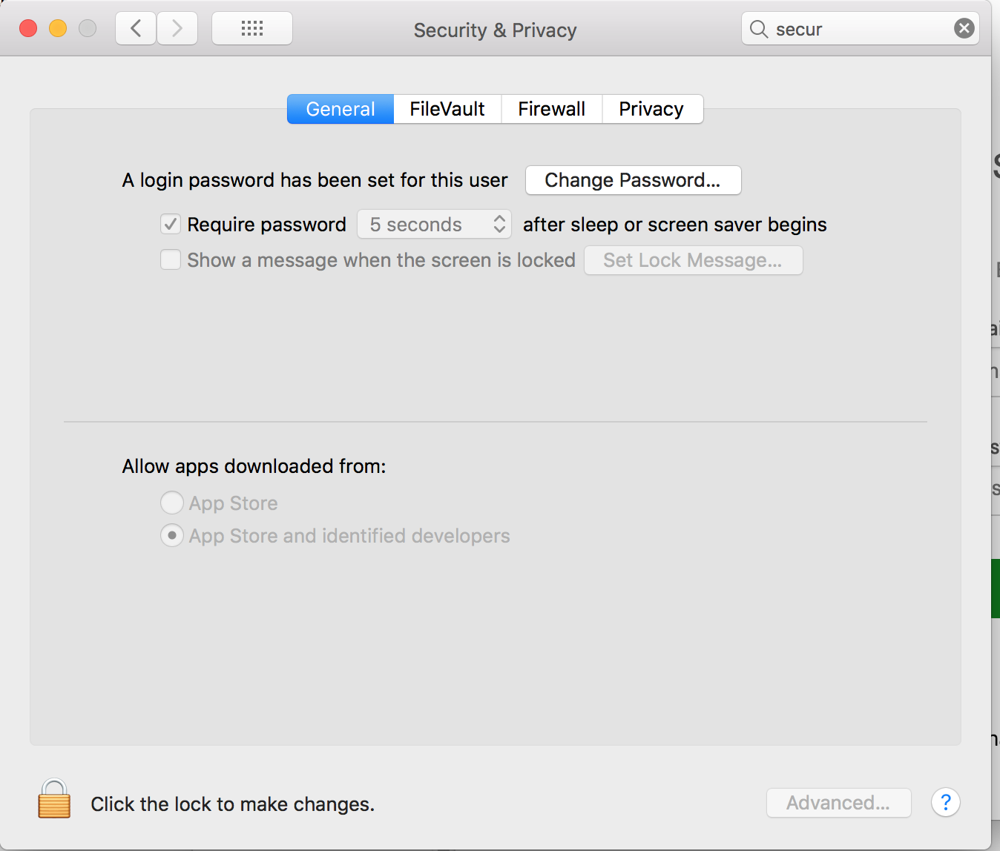 Security & Privacy
secur
General
FileVault
Firewall
Privacy
A login password has been set for this user
Change Password...
Require password
5 seconds
after sleep or screen saver begins
Show a message when the screen is locked
Set Lock Message...
Allow apps downloaded from:
App Store
App Store and identified developers
Click the lock to make changes.
Advanced...
?